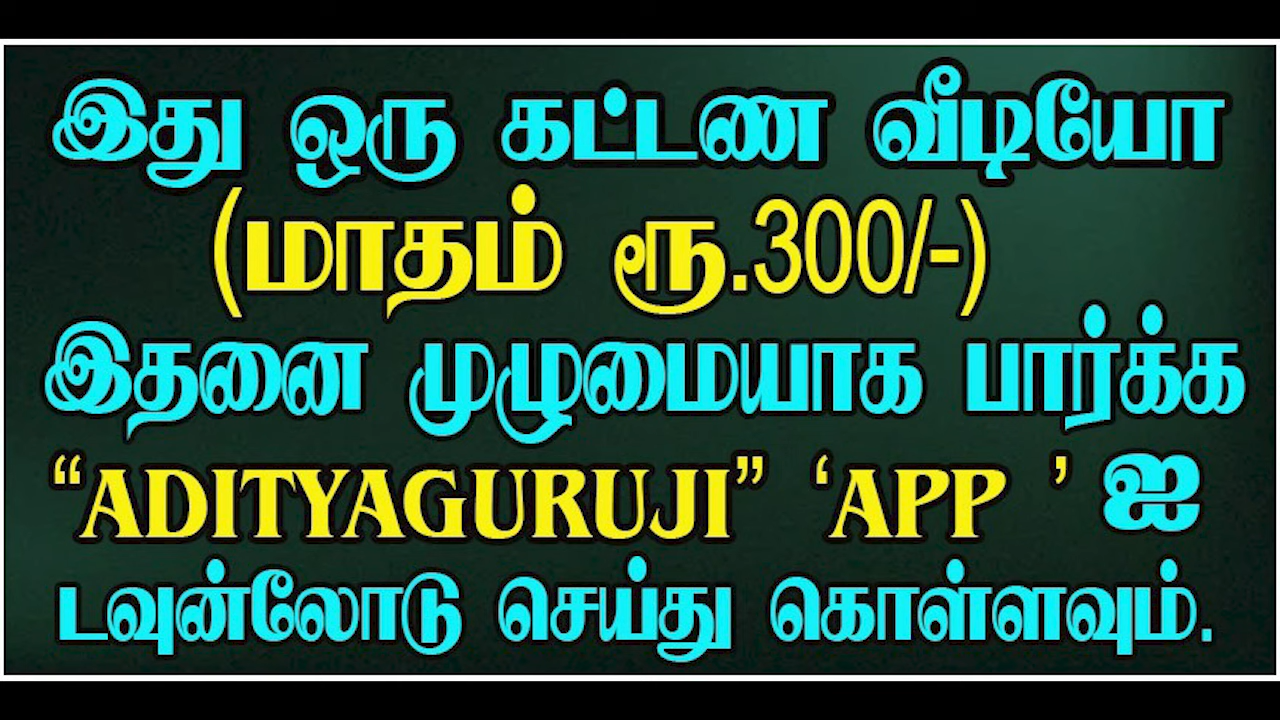 இது ஒரு கட்டண வீடியோ
(மாதம் ரூ.300/-)
இதனை முழுமையாக பார்க்க
“ADITYAGURUJI” ‘APP ’ ஐ
டவுன்லோடு செய்து கொள்ளவும்.